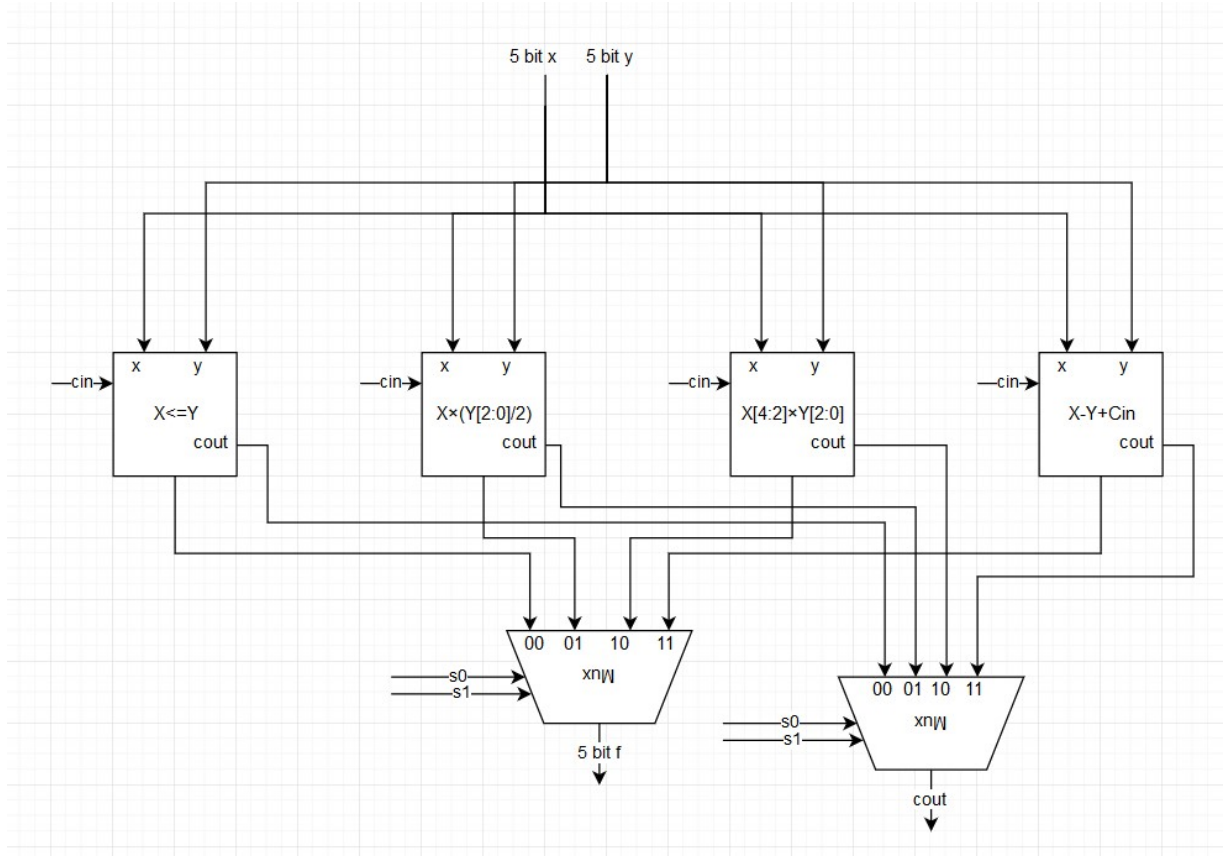 5 bit x 5 bit y
x y x y x y x y
cin cin cin cin
X<=Y X×(Y[2:0]/2) X[4:2]×Y[2:0] X-Y+Cin
cout cout cout cout
00 01 10 11
Mux
s0
s1
5 bit f
00 01 10 11
Mux
s0
s1
cout